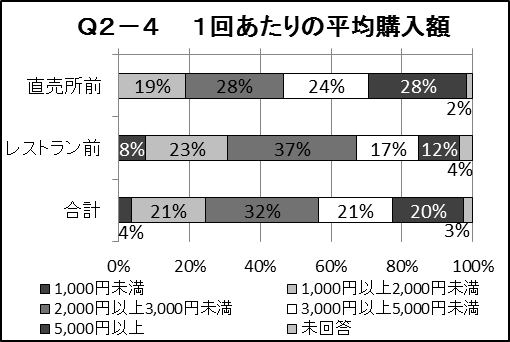 Q2-4 1回あたりの平均購入額
直売所前 19% 28% 24% 28% 2%
レストラン前 8% 23% 37% 17% 12% 4%
合計 4% 21% 32% 21% 20% 3%
0% 20% 40% 60% 80% 100%
1,000円未満 1,000円以上2,000円未満
2,000円以上3,000円未満 3,000円以上5,000円未満
5,000円以上 未回答